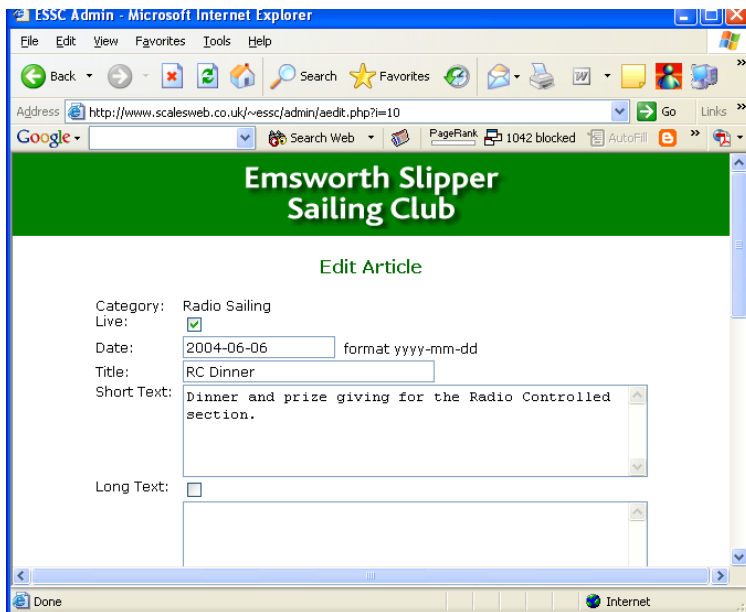 ESSC Admin - Microsoft Internet Explorer
File Edit View Favorites Tools Help
Back Search Favorites
Address http://www.scalesweb.co.uk/~essc/admin/aedit.php?i=10 Go Links »
Google Search Web PageRank 1042 blocked AutoFill »
Emsworth Slipper
Sailing Club
Edit Article
Category: Radio Sailing
Live:
Date: 2004-06-06 format yyyy-mm-dd
Title: RC Dinner
Short Text: Dinner and prize giving for the Radio Controlled
section.
Long Text:
Done Internet